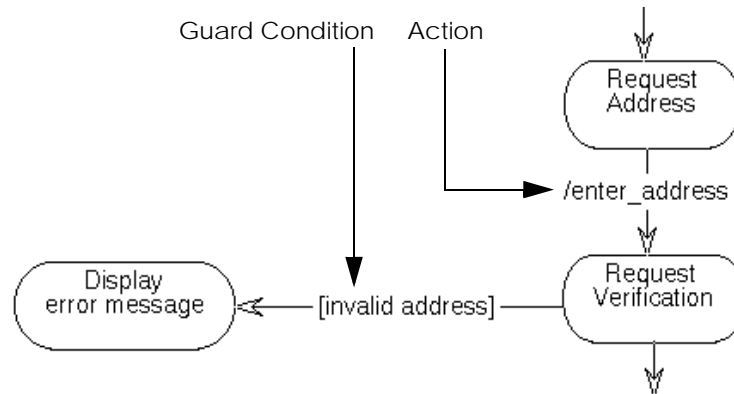 Guard Condition
Action
Request
Address
/enter_address
Display
error message
[invalid address]
Request
Verification